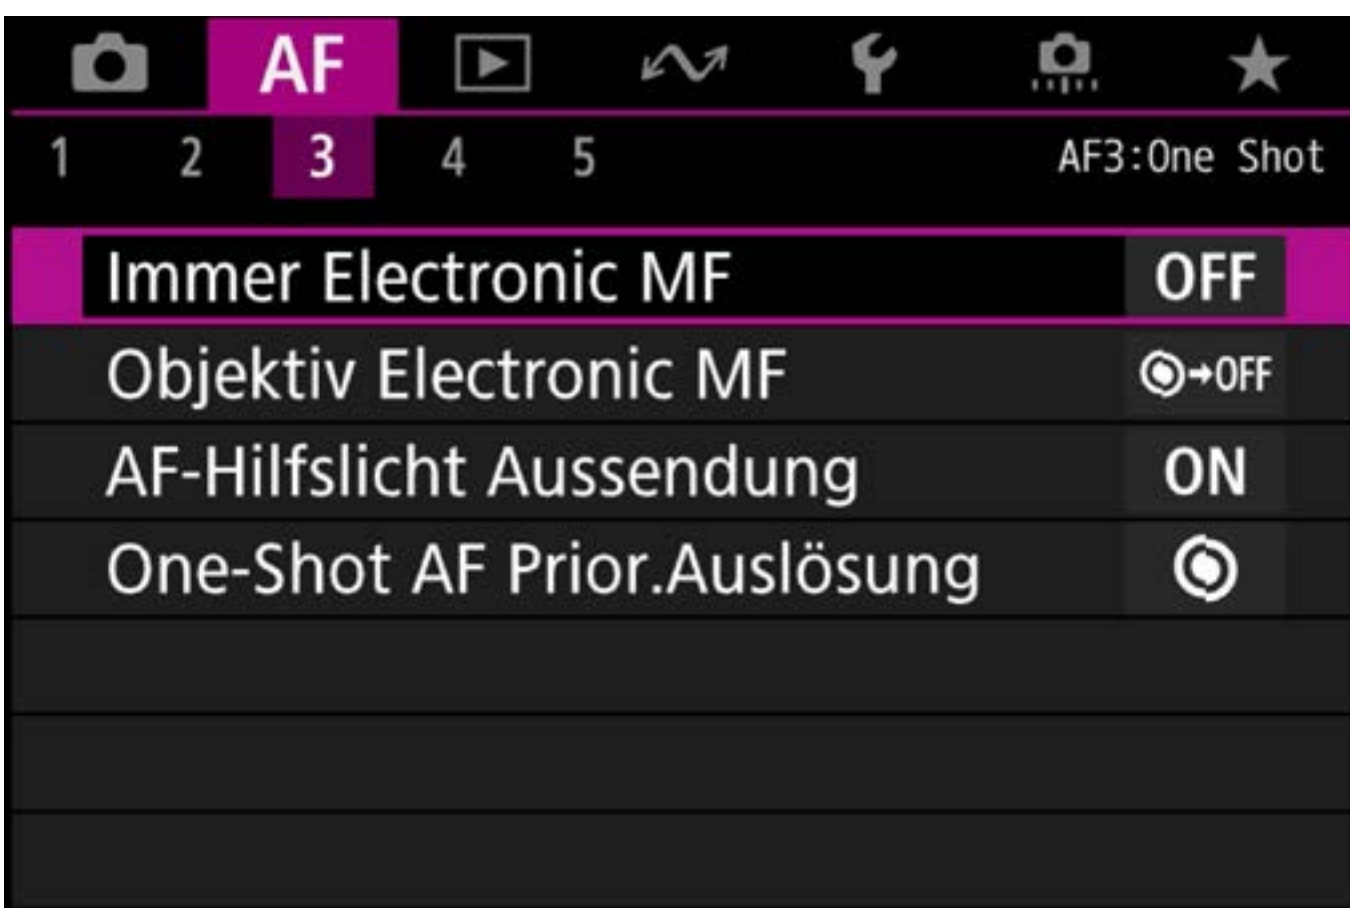 AF
1 2 3 4 5 AF3:One Shot
Immer Electronic MF OFF
Objektiv Electronic MF OFF
AF-Hilfslicht Aussendung ON
One-Shot AF Prior.Auslösung